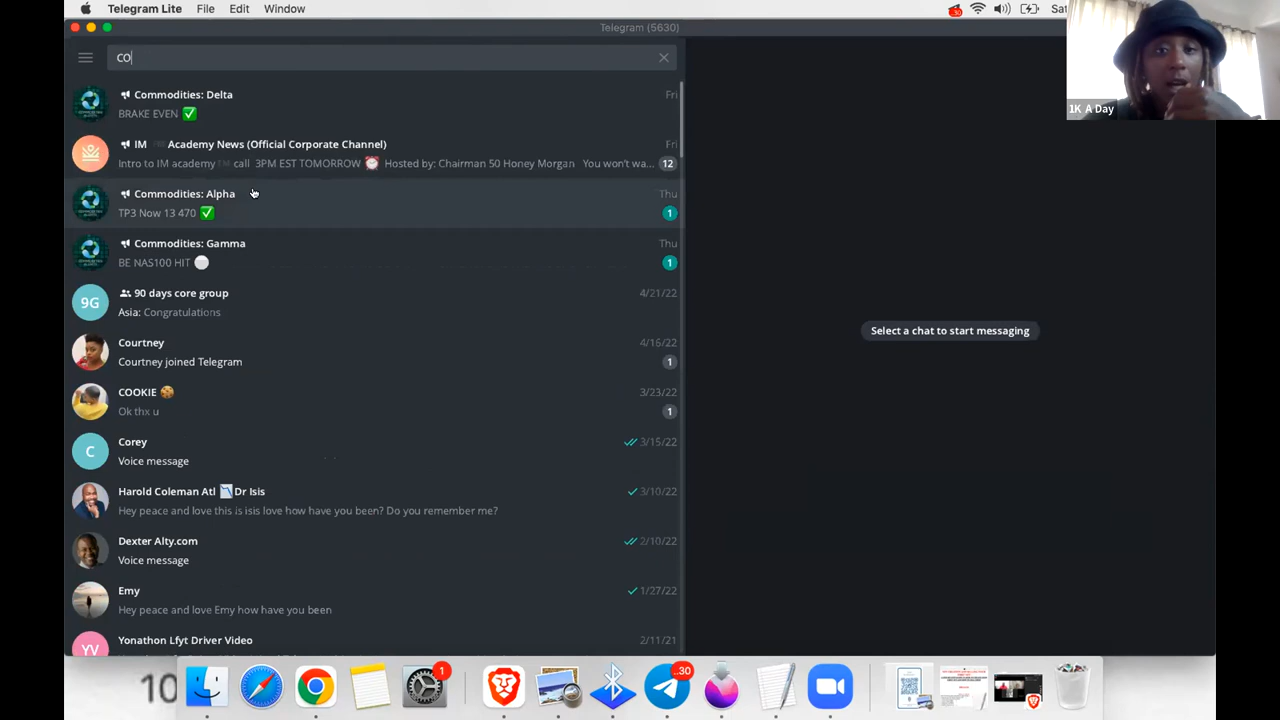 Telegram Lite File Edit Window
30
Sat
Telegram (5630)
CO
1K A Day
Commodities: Delta
Fri
BRAKE EVEN ✅
IM Academy News (Official Corporate Channel)
Fri
Intro to IM academy call 3PM EST TOMORROW ⏰ Hosted by: Chairman 50 Honey Morgan You won't wa...
12
Commodities: Alpha
Thu
TP3 Now 13 470 ✅
1
Commodities: Gamma
Thu
BE NAS100 HIT ⚪
1
9G
90 days core group
4/21/22
Asia: Congratulations
Courtney
4/16/22
Courtney joined Telegram
1
COOKIE 🍪
3/23/22
Ok thx u
1
C
Corey
3/15/22
Voice message
Harold Coleman Atl 📉 Dr Isis
3/10/22
Hey peace and love this is isis love how have you been? Do you remember me?
Dexter Alty.com
2/10/22
Voice message
Emy
1/27/22
Hey peace and love Emy how have you been
YV
Yonathon Lfyt Driver Video
2/11/21
Select a chat to start messaging
10
1
..30